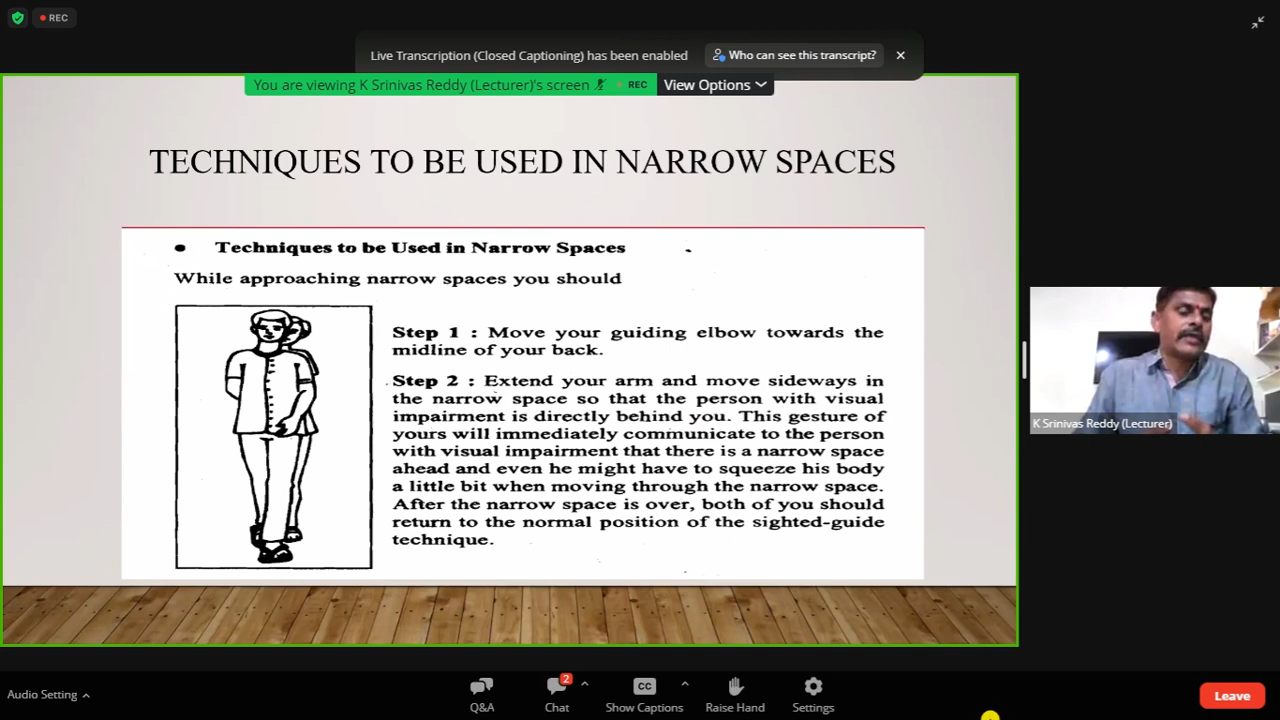 REC
Live Transcription (Closed Captioning) has been enabled
Who can see this transcript?
You are viewing K Srinivas Reddy (Lecturer)'s screen
REC
View Options
TECHNIQUES TO BE USED IN NARROW SPACES
• Techniques to be Used in Narrow Spaces
While approaching narrow spaces you should
Step 1 : Move your guiding elbow towards the
midline of your back.
Step 2 : Extend your arm and move sideways in
the narrow space so that the person with visual
impairment is directly behind you. This gesture of
yours will immediately communicate to the person
with visual impairment that there is a narrow space
ahead and even he might have to squeeze his body
a little bit when moving through the narrow space.
After the narrow space is over, both of you should
return to the normal position of the sighted-guide
technique.
K Srinivas Reddy (Lecturer)
Audio Setting
Q&A
2
Chat
CC
Show Captions
Raise Hand
Settings
Leave